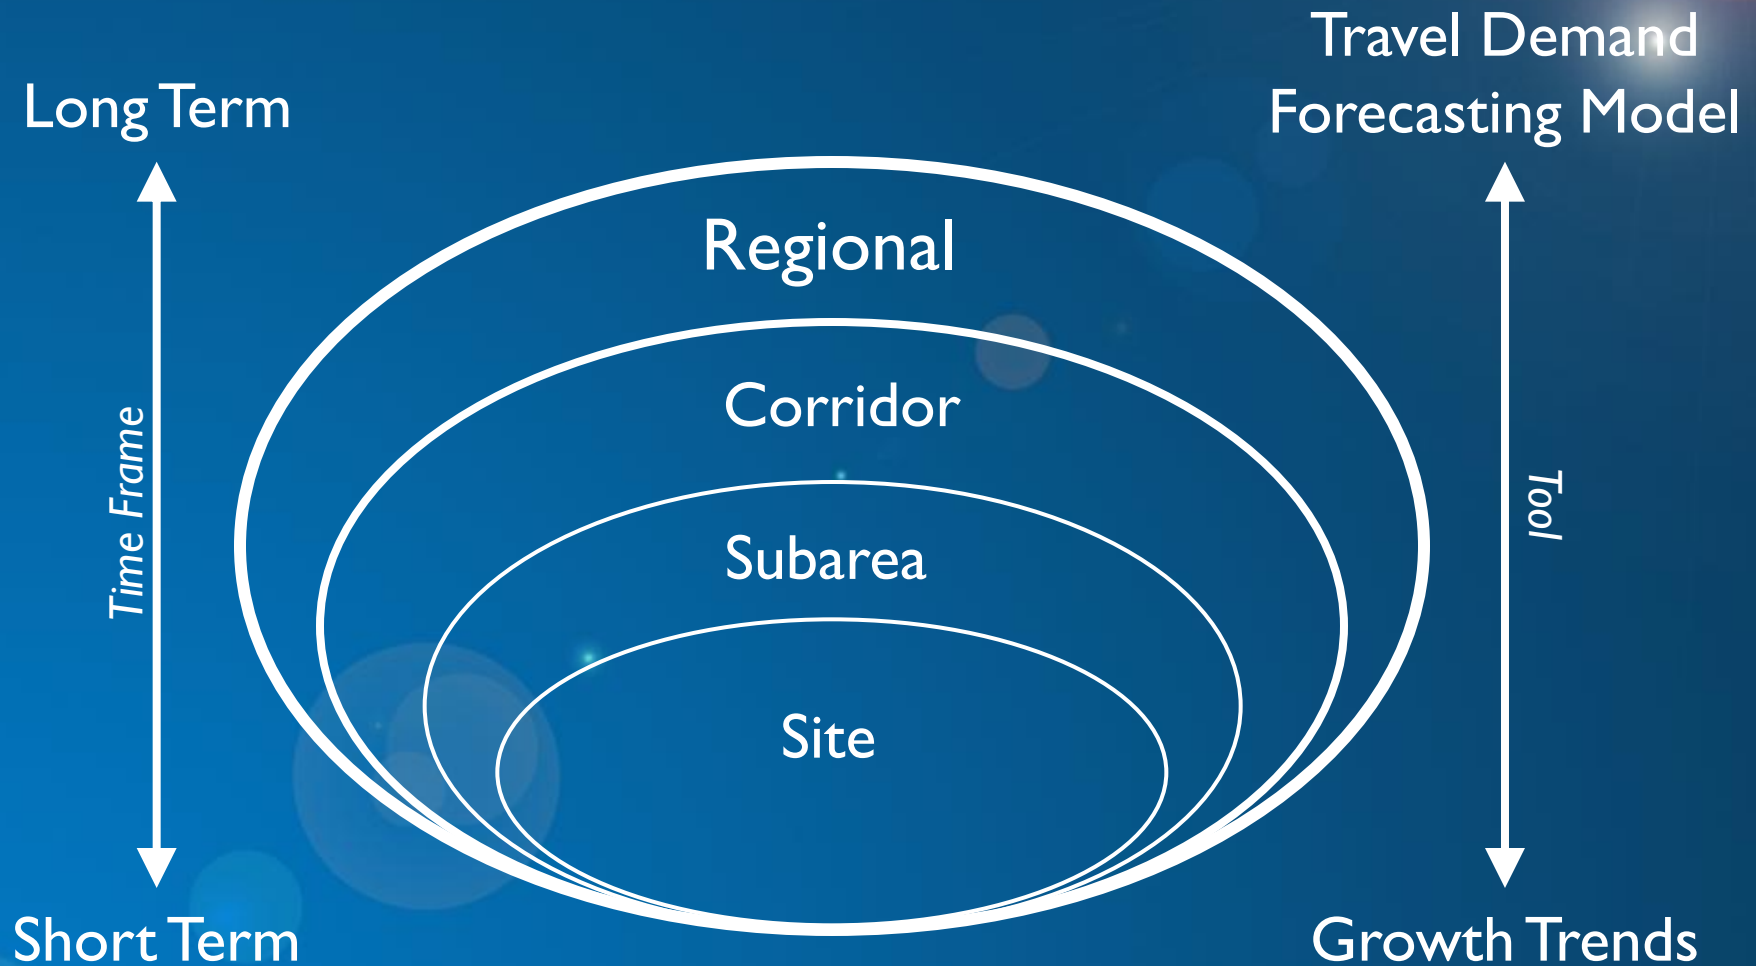 Travel Demand
Forecasting Model
Long Term
Regional
Corridor
Time Frame
Tool
Subarea
Site
Short Term
Growth Trends